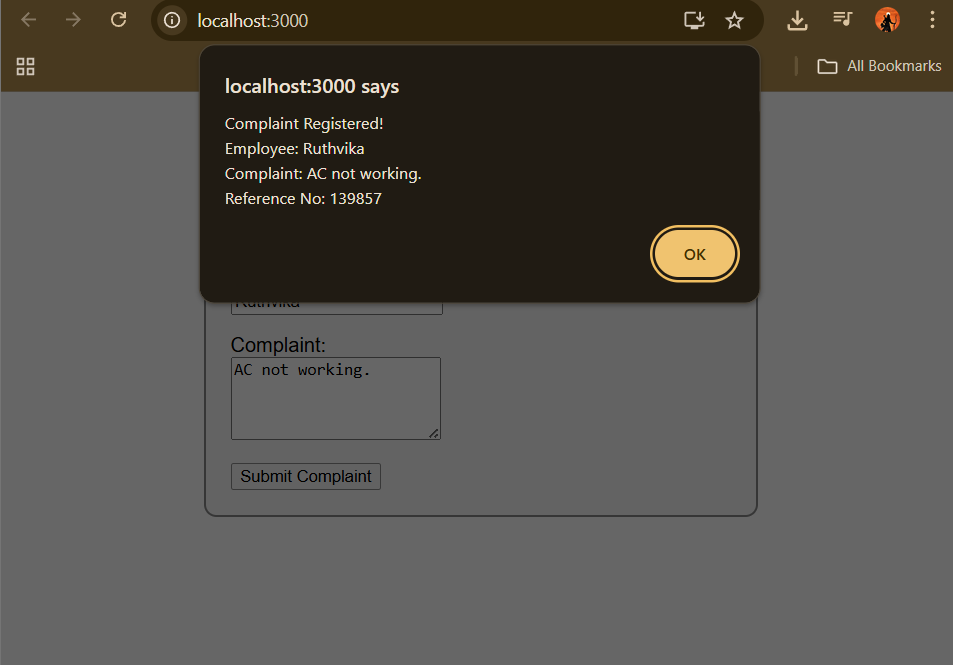 localhost:3000
All Bookmarks
localhost:3000 says
Complaint Registered!
Employee: Ruthvika
Complaint: AC not working.
Reference No: 139857
OK
Ruthvika
Complaint:
AC not working.
Submit Complaint